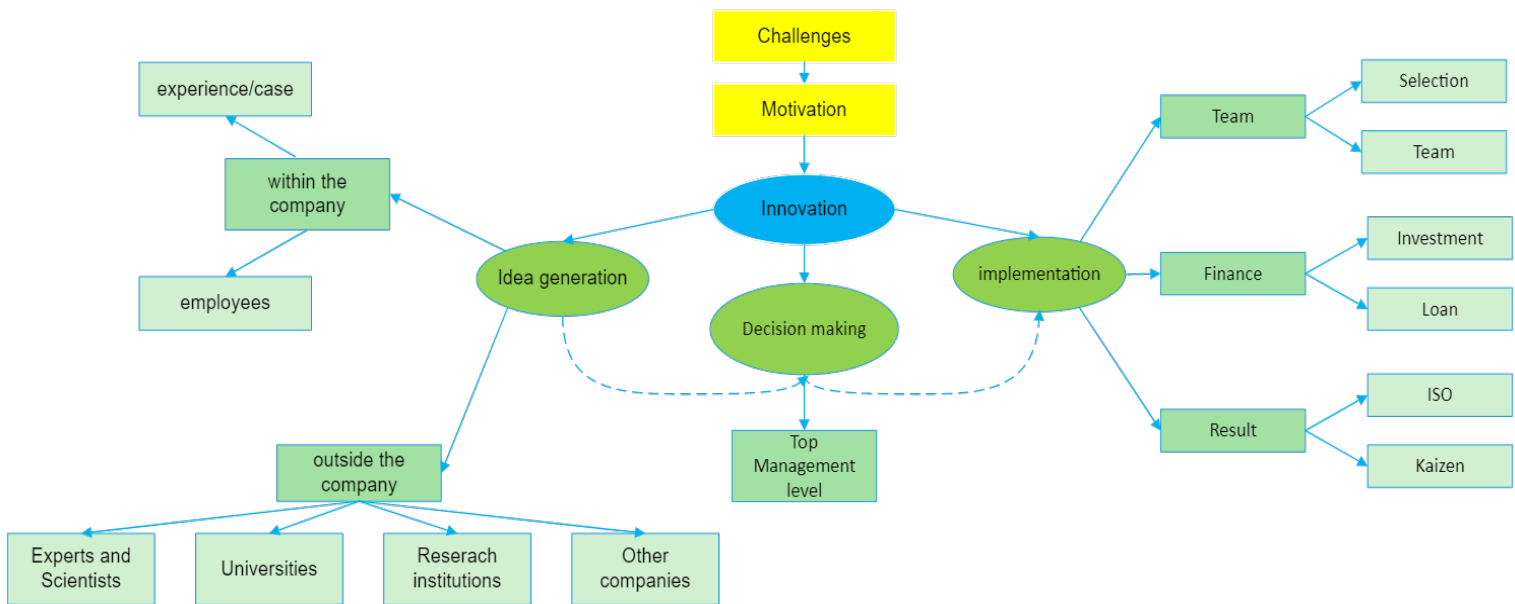 Challenges
Motivation
Innovation
experience/case
within the
company
employees
Idea generation
outside the
company
Experts and
Scientists
Universities
Reserach
institutions
Other
companies
Decision making
Top
Management
level
implementation
Team
Selection
Team
Finance
Investment
Loan
Result
ISO
Kaizen